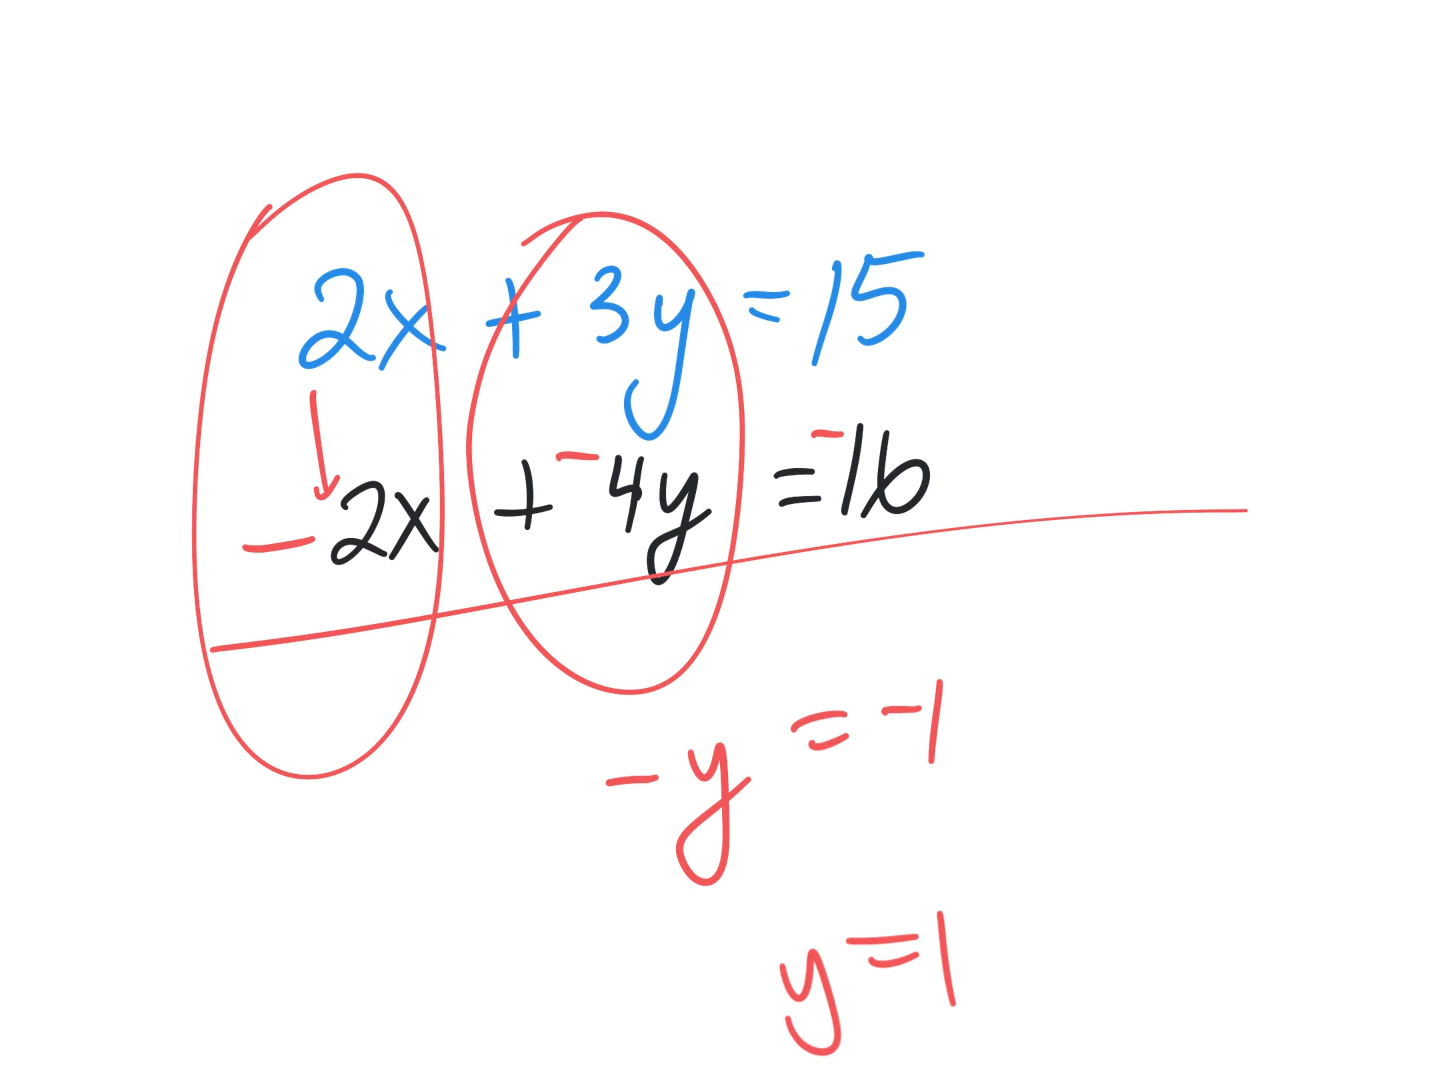 2x + 3y = 15
-2x + -4y = -16
-y = -1
y = 1